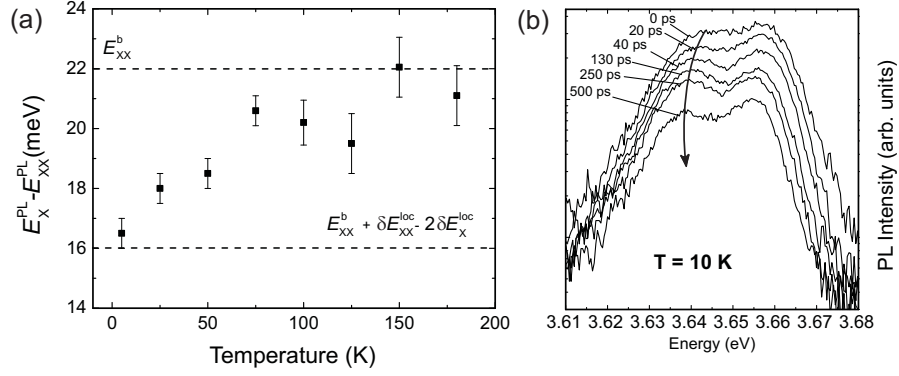 (a)
24
22
20
18
16
14
E_X^PL-E_XX^PL(meV)
E_XX^b
E_XX^b + δE_XX^loc- 2δE_X^loc
0
50
100
150
200
Temperature (K)
(b)
0 ps
20 ps
40 ps
130 ps
250 ps
500 ps
T = 10 K
PL Intensity (arb. units)
3.61 3.62 3.63 3.64 3.65 3.66 3.67 3.68
Energy (eV)